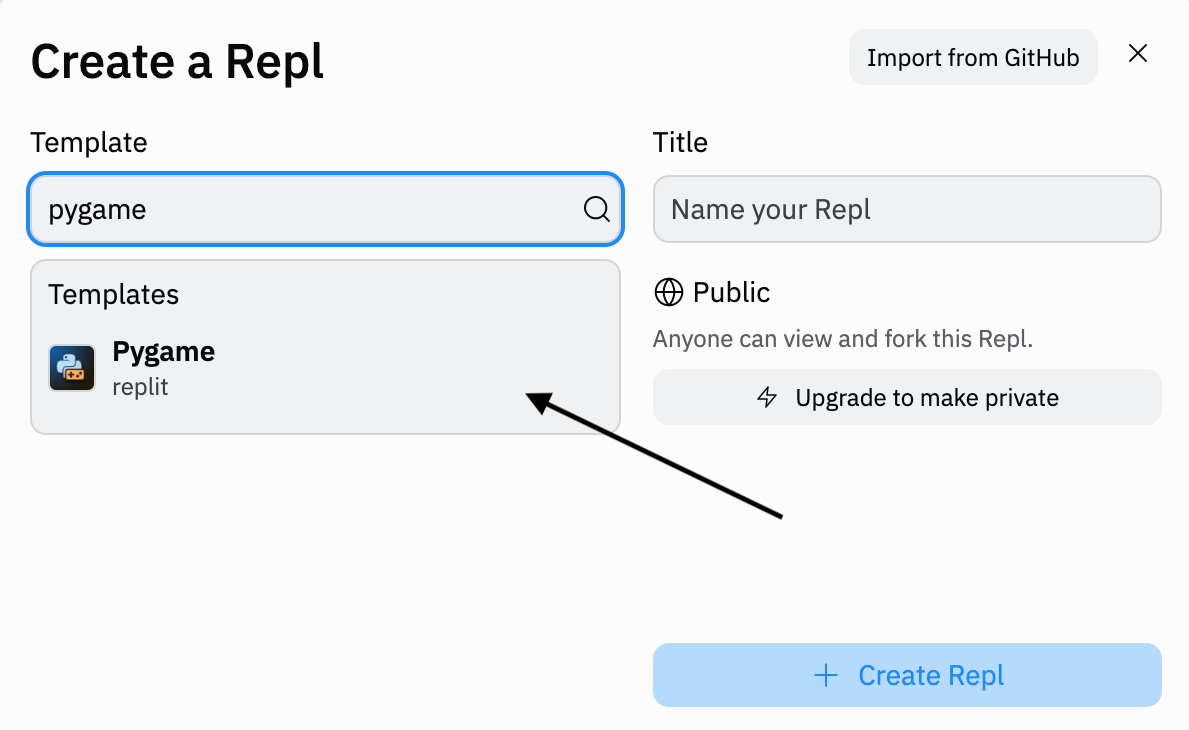 Create a Repl
Import from GitHub
Template
pygame
Templates
Pygame
replit
Title
Name your Repl
Public
Anyone can view and fork this Repl.
Upgrade to make private
Create Repl